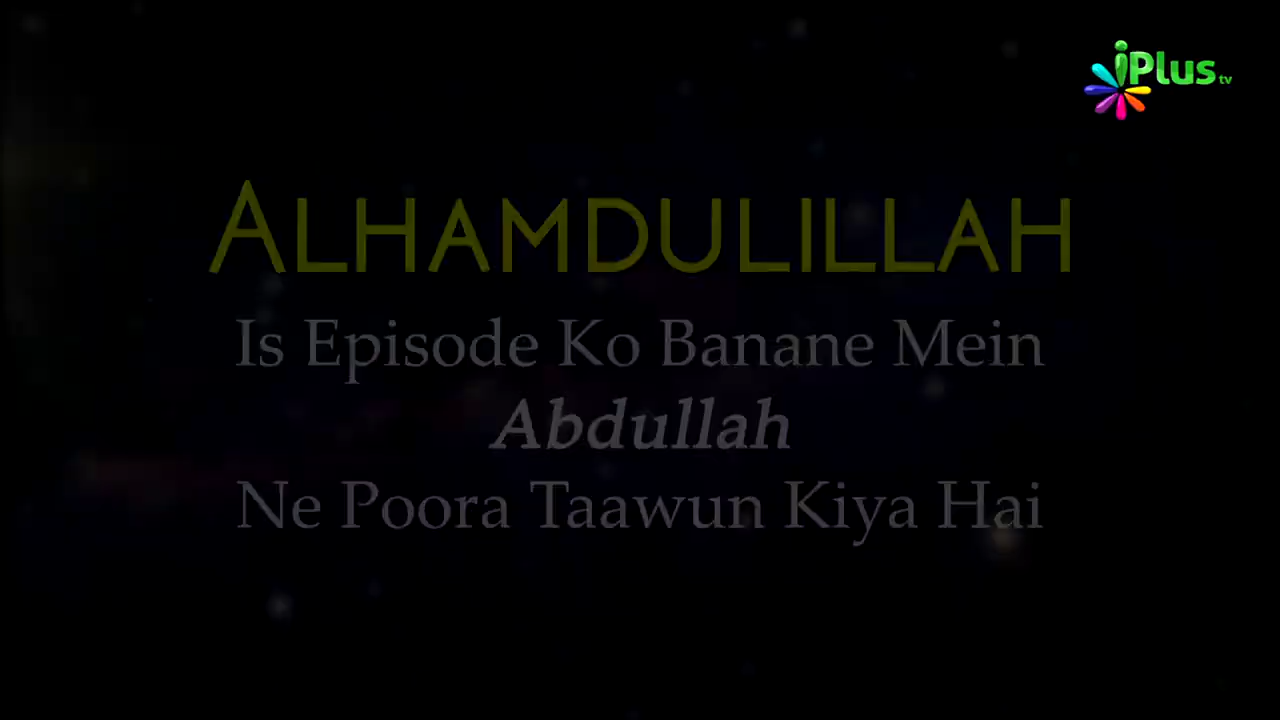 iPlus tv
ALHAMDULILLAH
Is Episode Ko Banane Mein
Abdullah
Ne Poora Taawun Kiya Hai